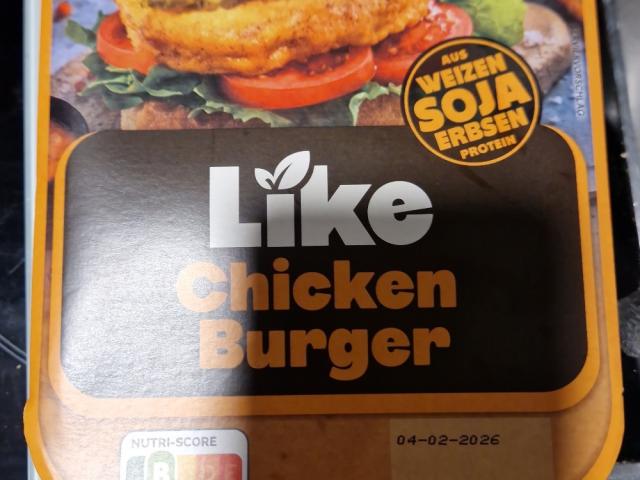 AUS
WEIZEN
SOJA
ERBSEN
PROTEIN
Like
Chicken
Burger
NUTRI-SCORE
B
D
04-02-2026